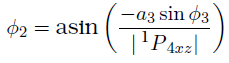 ϕ₂ = asin ( −a₃ sin ϕ₃ / | ¹P₄ₓz | )